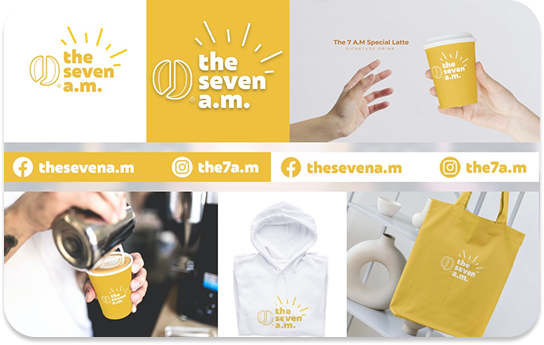 the
seven
a.m.
the
seven
a.m.
The 7 A.M Special Latte
SIGNATURE DRINK
the
seven
a.m.
thesevena.m
the7a.m
thesevena.m
the7a.m
the
seven
a.m.
the
seven
a.m.
the
seven
a.m.